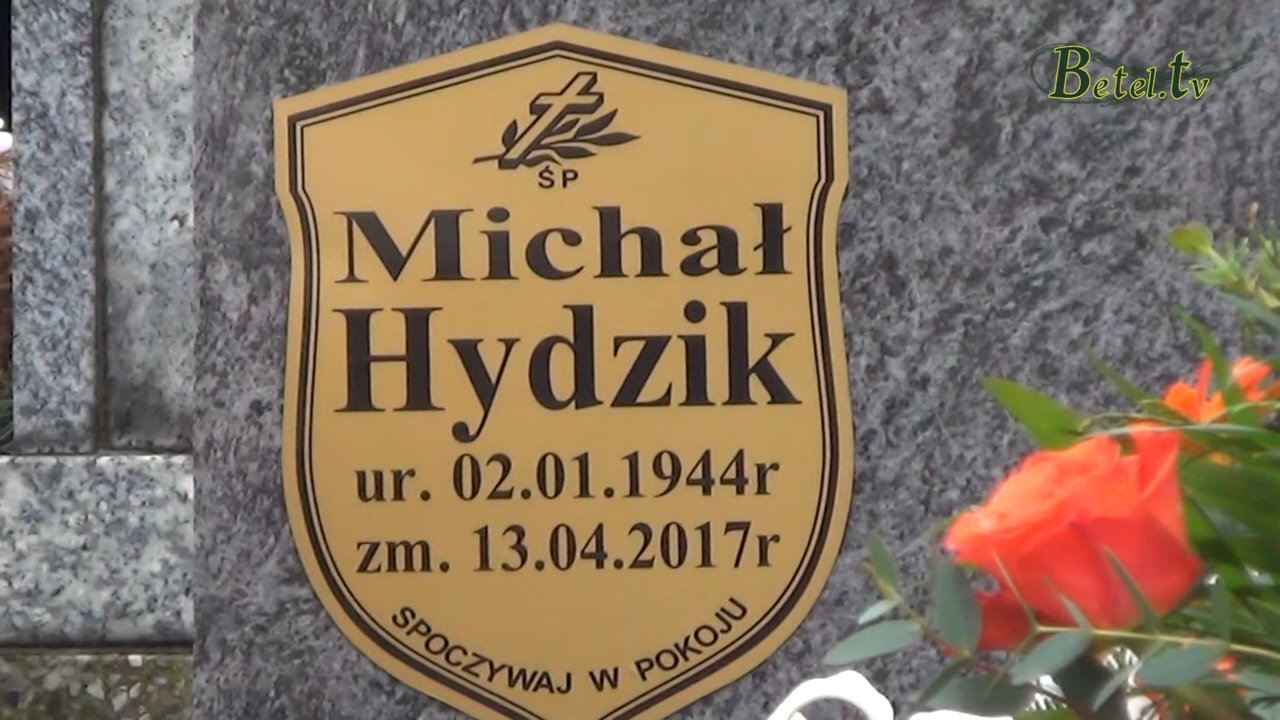 Betel.tv
ŚP
Michał
Hydzik
ur. 02.01.1944r
zm. 13.04.2017r
SPOCZYWAJ W POKOJU